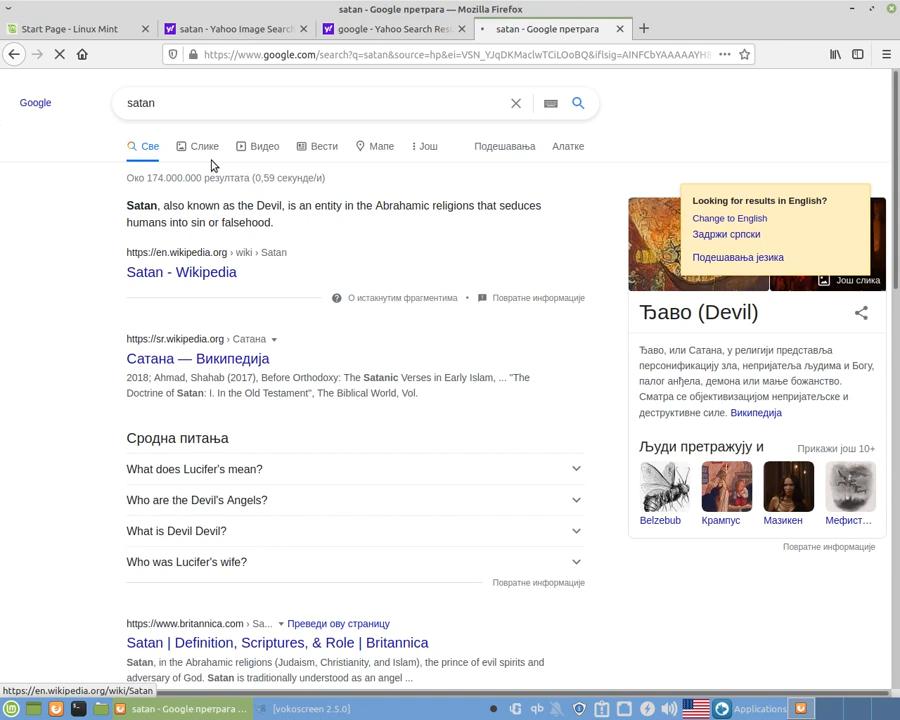 satan - Google претрага — Mozilla Firefox
Start Page - Linux Mint
satan - Yahoo Image Search
google - Yahoo Search Res
satan - Google претрага
https://www.google.com/search?q=satan&source=hp&ei=VSN_YJqDKMaclwTCiLOoBQ&iflsig=AINFCbYAAAAAYH
Google
satan
Све
Слике
Видео
Вести
Мапе
Још
Подешавања
Алатке
Око 174.000.000 резултата (0,59 секунде/и)
Satan, also known as the Devil, is an entity in the Abrahamic religions that seduces
humans into sin or falsehood.
https://en.wikipedia.org › wiki › Satan
Satan - Wikipedia
О истакнутим фрагментима • Повратне информације
https://sr.wikipedia.org › Сатана
Сатана — Википедија
2018; Ahmad, Shahab (2017), Before Orthodoxy: The Satanic Verses in Early Islam, ... "The
Doctrine of Satan: I. In the Old Testament", The Biblical World, Vol.
Сродна питања
What does Lucifer's mean?
Who are the Devil's Angels?
What is Devil Devil?
Who was Lucifer's wife?
Повратне информације
https://www.britannica.com › Sa... Преведи ову страницу
Satan | Definition, Scriptures, & Role | Britannica
Satan, in the Abrahamic religions (Judaism, Christianity, and Islam), the prince of evil spirits and
adversary of God. Satan is traditionally understood as an angel ...
Looking for results in English?
Change to English
Задржи српски
Подешавања језика
Још слика
Ђаво (Devil)
Ђаво, или Сатана, у религији представља
персонификацију зла, непријатеља људима и Богу,
палог анђела, демона или мање божанство.
Сматра се објективизацијом непријатељске и
деструктивне силе. Википедија
Људи претражују и
Прикажи још 10+
Belzebub
Крампус
Мазикен
Мефист...
Повратне информације
https://en.wikipedia.org/wiki/Satan
satan - Google претрага ...
[vokoscreen 2.5.0]
Applications